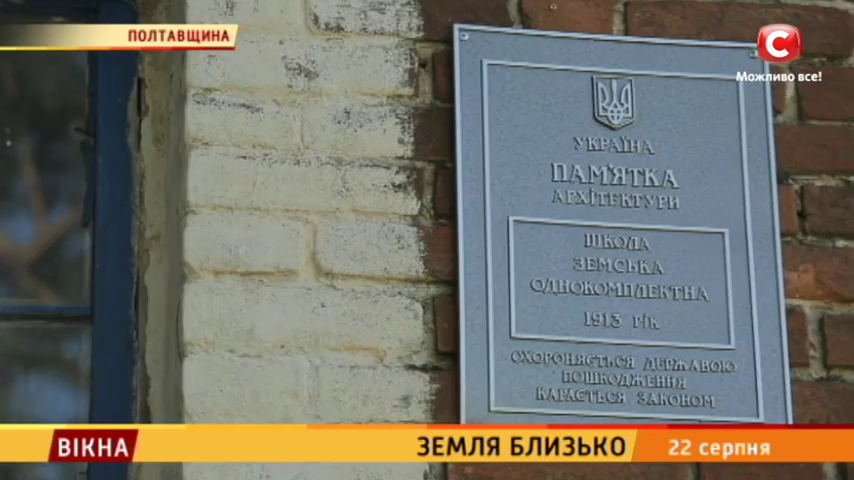 ПОЛТАВЩИНА
С
Можливо все!
УКРАЇНА
ПАМ'ЯТКА
АРХІТЕКТУРИ
ШКОЛА
ЗЕМСЬКА
ОДНОКОМПЛЕКТНА
1913 РІК
ОХОРОНЯЄТЬСЯ ДЕРЖАВОЮ
ПОШКОДЖЕННЯ
КАРАЄТЬСЯ ЗАКОНОМ
ВІКНА
ЗЕМЛЯ БЛИЗЬКО
22 серпня